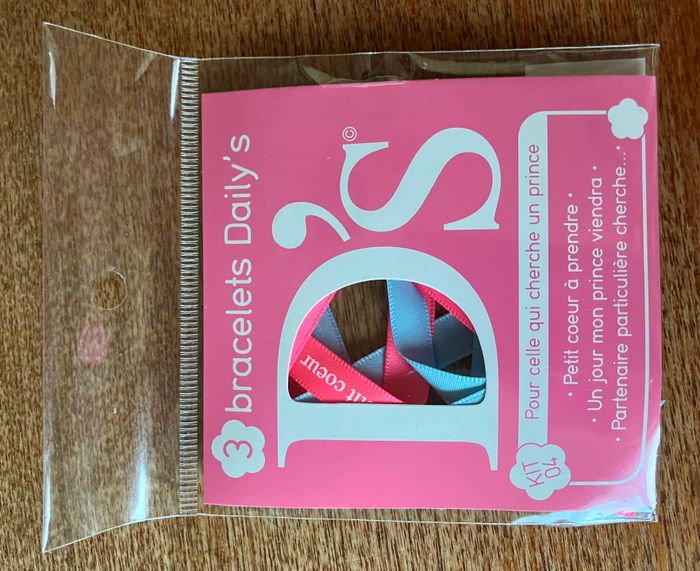 3 bracelets Daily's
D's©
it coeur
KIT 04
Pour celle qui cherche un prince
• Petit coeur à prendre •
• Un jour mon prince viendra •
• Partenaire particulière cherche... •